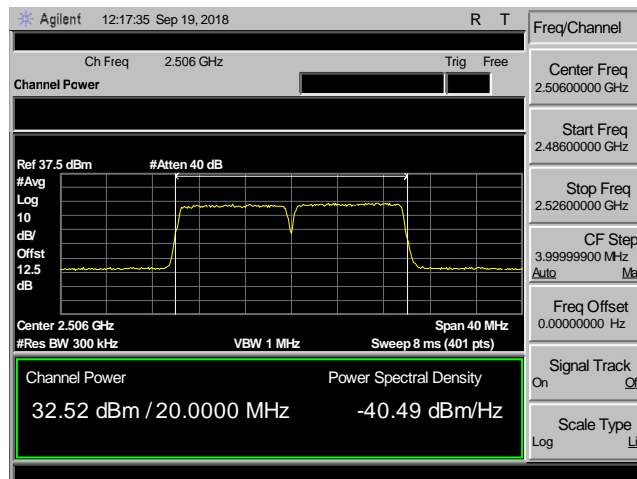 Agilent 12:17:35 Sep 19, 2018 R T
Freq/Channel
Ch Freq 2.506 GHz Trig Free
Channel Power
Center Freq
2.50600000 GHz
Start Freq
2.48600000 GHz
Stop Freq
2.52600000 GHz
CF Step
3.99999900 MHz
Auto Ma
Freq Offset
0.00000000 Hz
Signal Track
On Of
Scale Type
Log Li
Ref 37.5 dBm #Atten 40 dB
#Avg
Log
10
dB/
Offst
12.5
dB
Center 2.506 GHz Span 40 MHz
#Res BW 300 kHz VBW 1 MHz Sweep 8 ms (401 pts)
Channel Power Power Spectral Density
32.52 dBm / 20.0000 MHz -40.49 dBm/Hz